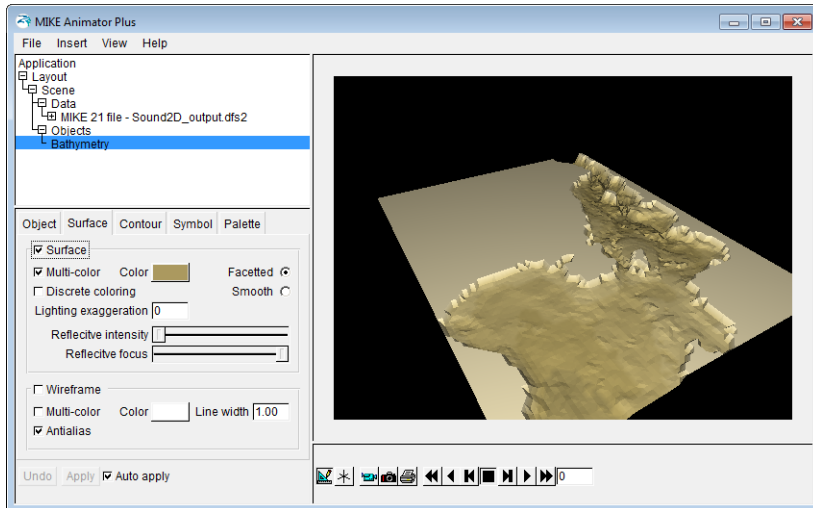 MIKE Animator Plus
File Insert View Help
Application
Layout
Scene
Data
MIKE 21 file - Sound2D_output.dfs2
Objects
Bathymetry
Object Surface Contour Symbol Palette
Surface
Multi-color Color Facetted
Discrete coloring Smooth
Lighting exaggeration 0
Reflecitve intensity
Reflecitve focus
Wireframe
Multi-color Color Line width 1.00
Antialias
Undo Apply Auto apply
0